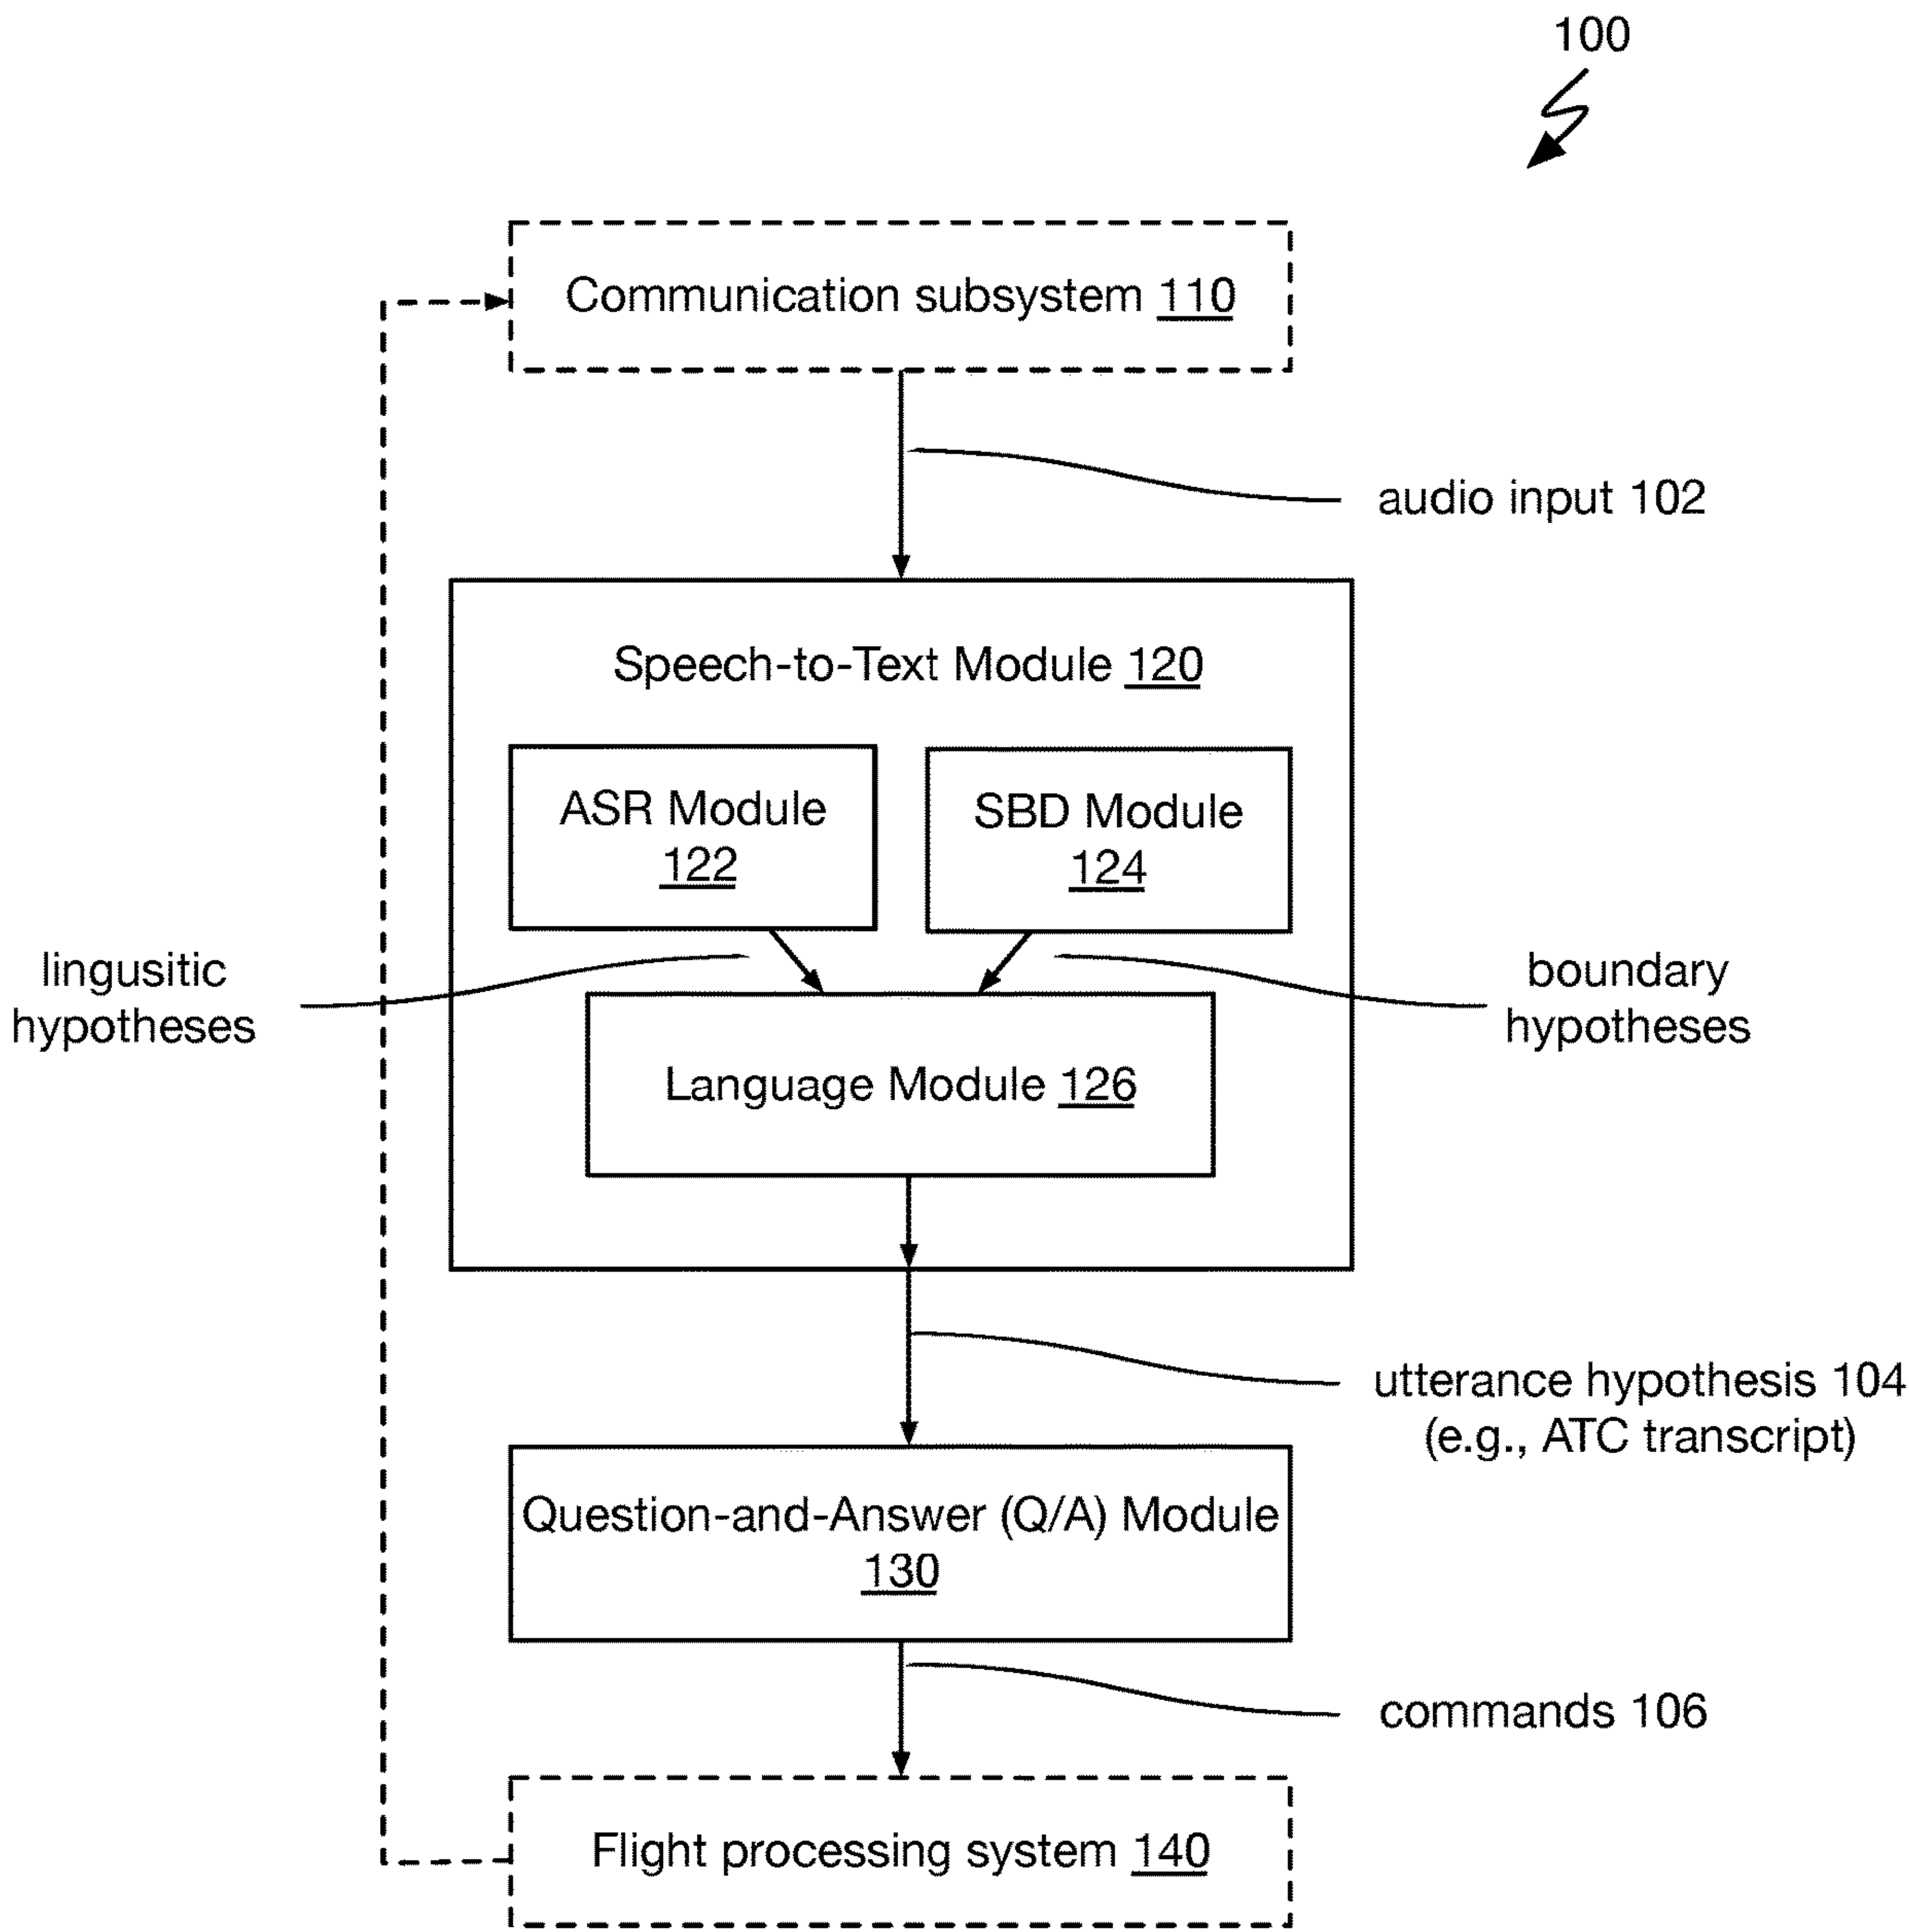 100
Communication subsystem 110
audio input 102
Speech-to-Text Module 120
ASR Module
122
SBD Module
124
lingusitic
hypotheses
boundary
hypotheses
Language Module 126
utterance hypothesis 104
(e.g., ATC transcript)
Question-and-Answer (Q/A) Module
130
commands 106
Flight processing system 140